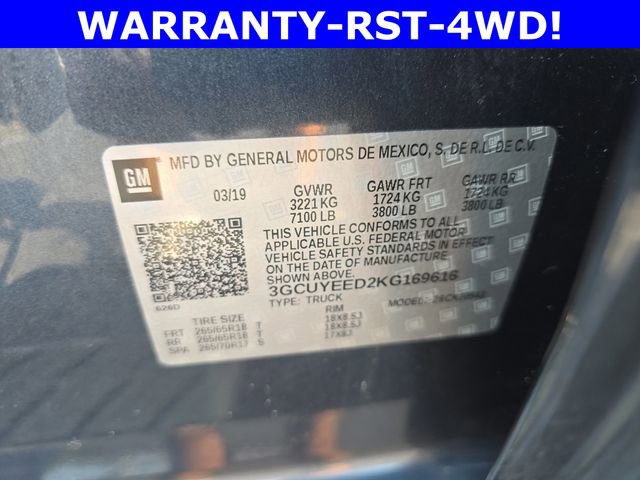 WARRANTY-RST-4WD!
GM
MFD BY GENERAL MOTORS DE MEXICO, S. DE R.L. DE C.V.
03/19 GVWR GAWR FRT GAWR RR
3221 KG 1724 KG 1724 KG
7100 LB 3800 LB 3800 LB
THIS VEHICLE CONFORMS TO ALL
APPLICABLE U.S. FEDERAL MOTOR
VEHICLE SAFETY STANDARDS IN EFFECT
ON THE DATE OF MANUFACTURE
SHOWN ABOVE.
3GCUYEED2KG169616
626D
TYPE: TRUCK MODEL:
TIRE SIZE RIM
FRT 265/65R18 T 18X8.5J
RR 265/65R18 T 18X8.5J
SPA 265/70R17 S 17X8J